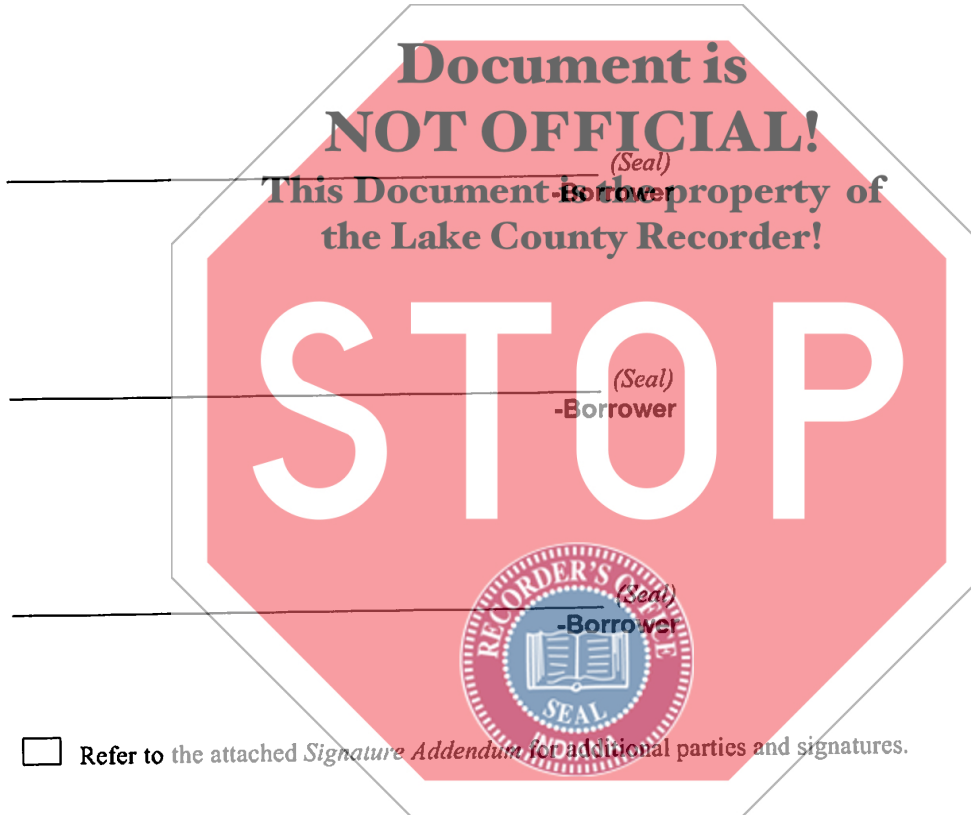 Document is
NOT OFFICIAL!
(Seal)
This Document is the property of
-Borrower
the Lake County Recorder!
STOP
(Seal)
-Borrower
RECORDER'S OFFICE
(Seal)
-Borrower
SEAL
Refer to the attached Signature Addendum for additional parties and signatures.